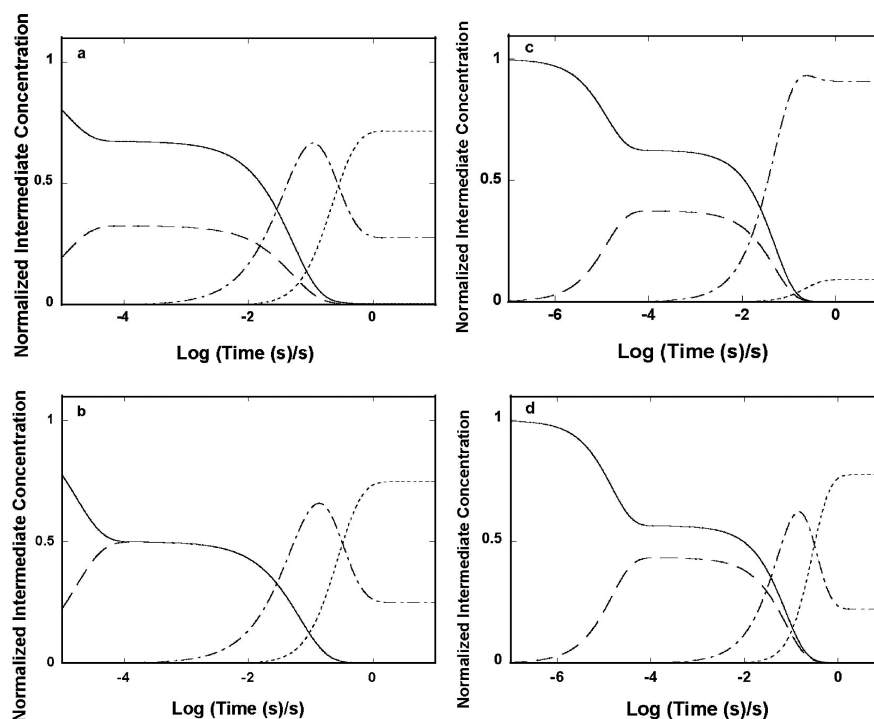 a
Normalized Intermediate Concentration
1
0.5
0
-4
-2
0
Log (Time (s)/s)
c
Normalized Intermediate Concentration
1
0.5
0
-6
-4
-2
0
Log (Time (s)/s)
b
Normalized Intermediate Concentration
1
0.5
0
-4
-2
0
Log (Time (s)/s)
d
Normalized Intermediate Concentration
1
0.5
0
-6
-4
-2
0
Log (Time (s)/s)